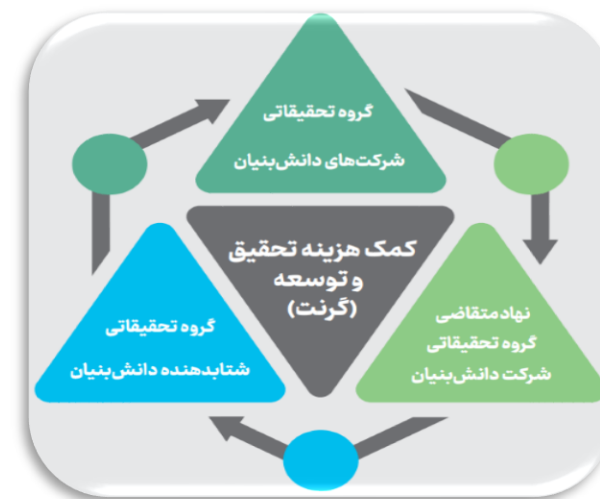 گروه تحقیقاتی
شرکت‌های دانش‌بنیان
کمک هزینه تحقیق
و توسعه
(گرنت)
نهاد متقاضی
گروه تحقیقاتی
شرکت دانش‌بنیان
گروه تحقیقاتی
شتابدهنده دانش‌بنیان